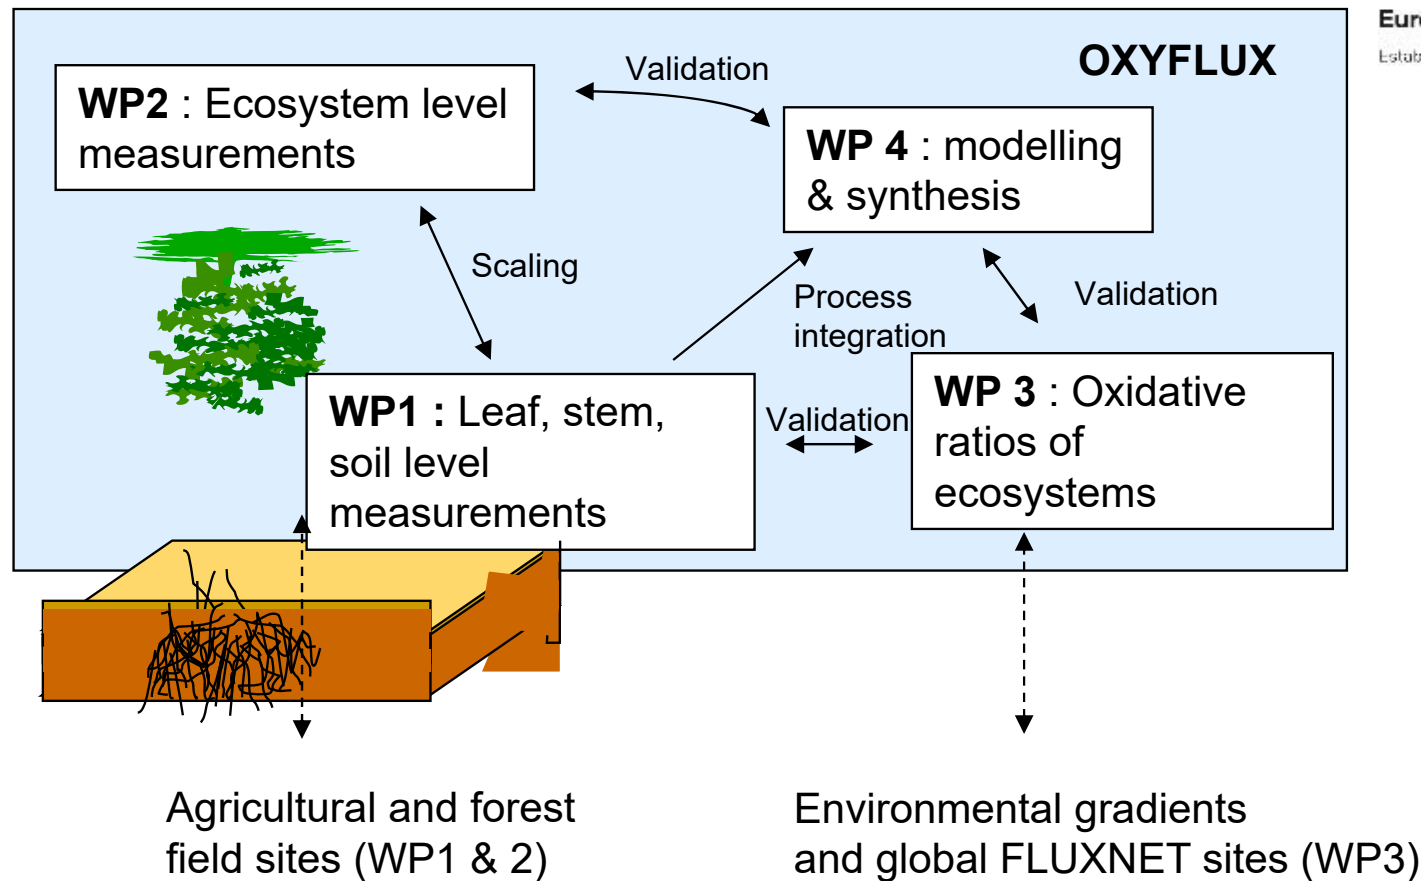 OXYFLUX
WP2 : Ecosystem level
measurements
Validation
WP 4 : modelling
& synthesis
Scaling
Process
integration
Validation
WP1 : Leaf, stem,
soil level
measurements
Validation
WP 3 : Oxidative
ratios of
ecosystems
Agricultural and forest
field sites (WP1 & 2)
Environmental gradients
and global FLUXNET sites (WP3)